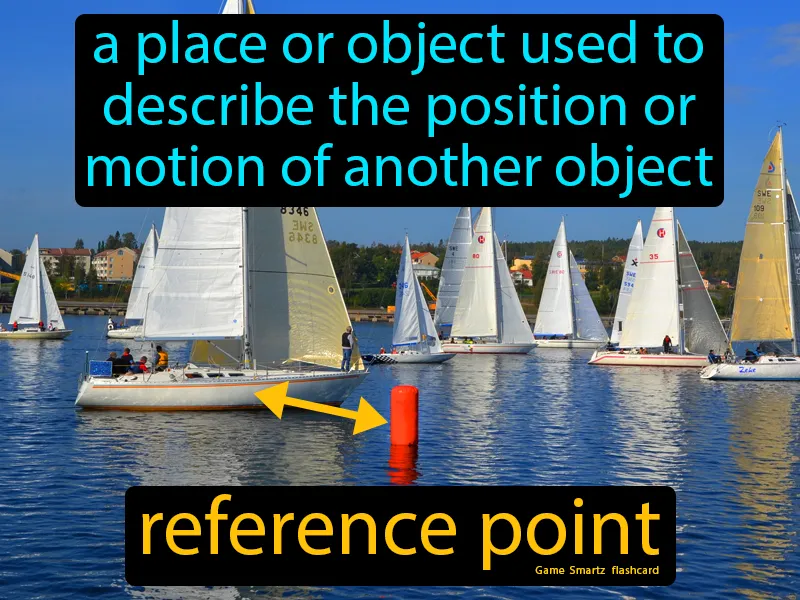 a place or object used to
describe the position or
motion of another object
8346
SWE
8346
SWE
109
35
reference point
Game Smartz flashcard